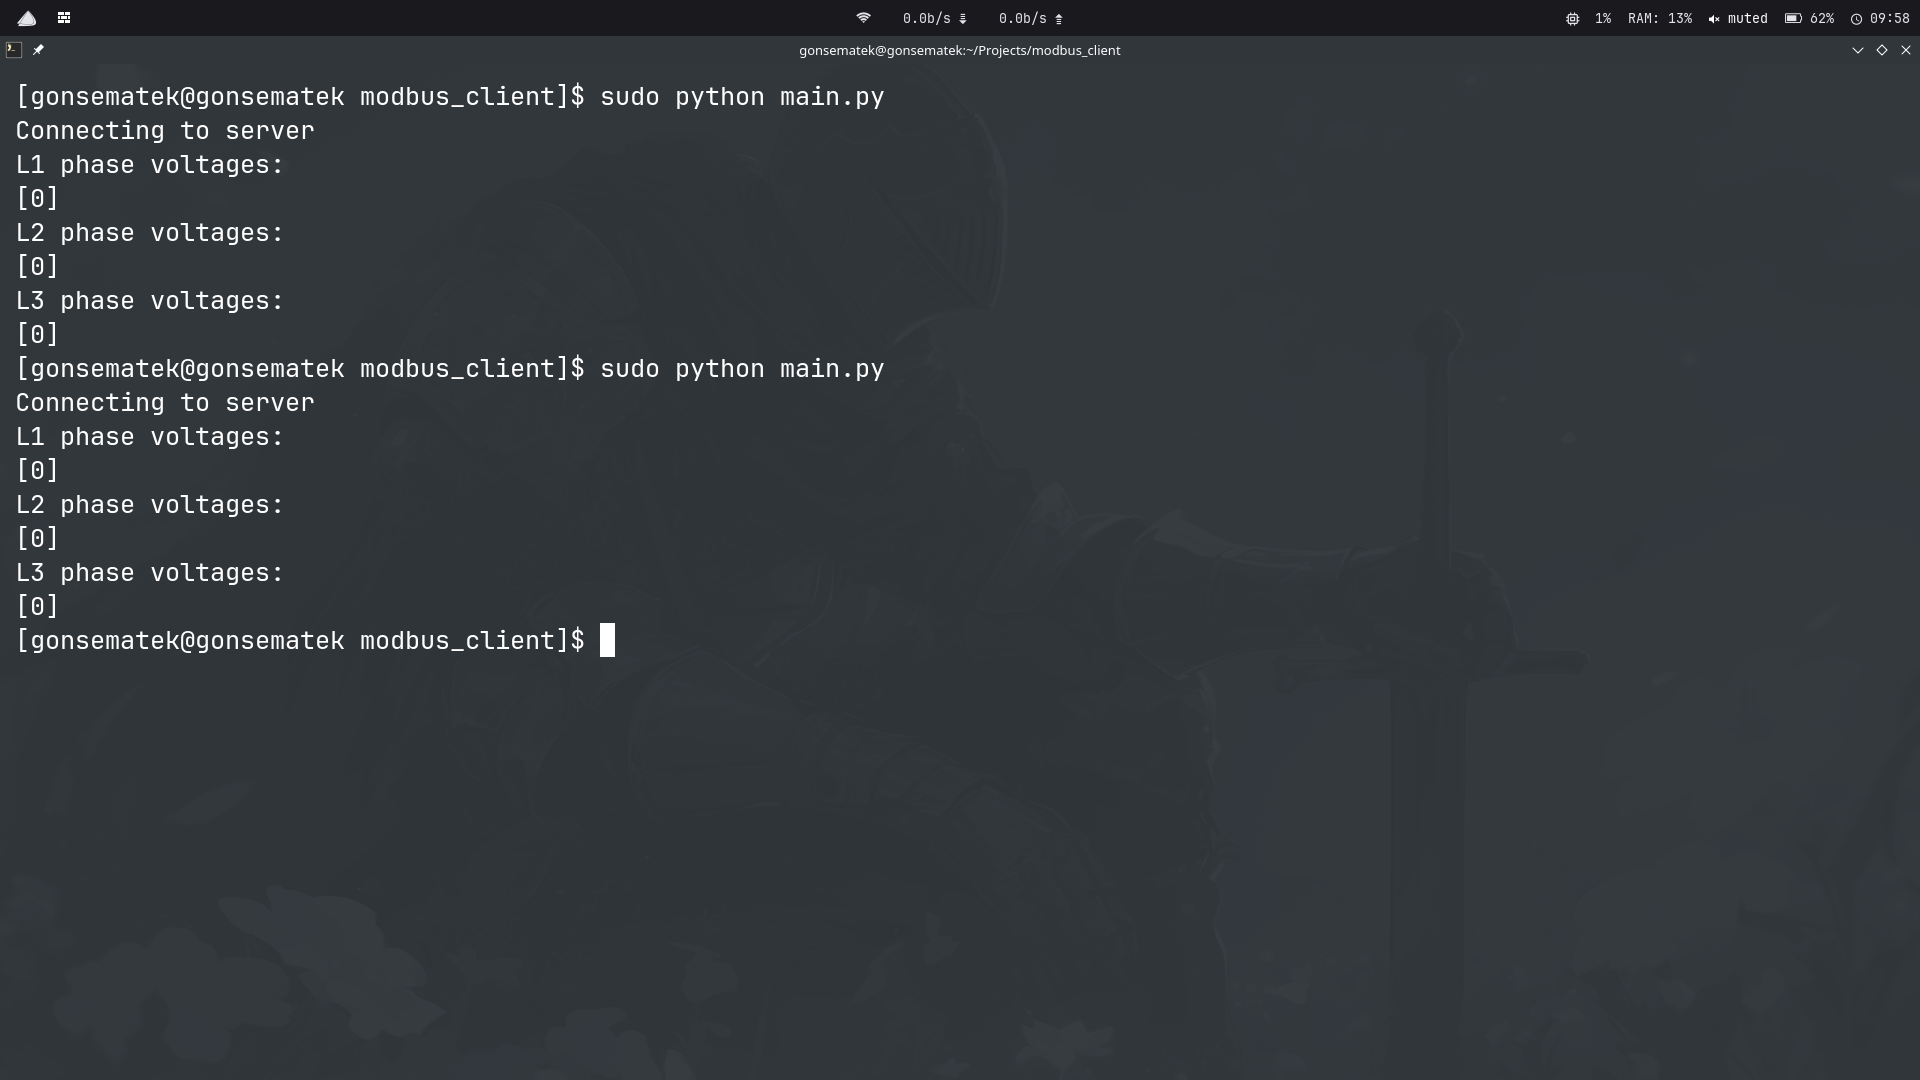 0.0b/s 0.0b/s 1% RAM: 13% muted 62% 09:58
gonsematek@gonsematek:~/Projects/modbus_client
[gonsematek@gonsematek modbus_client]$ sudo python main.py
Connecting to server
L1 phase voltages:
[0]
L2 phase voltages:
[0]
L3 phase voltages:
[0]
[gonsematek@gonsematek modbus_client]$ sudo python main.py
Connecting to server
L1 phase voltages:
[0]
L2 phase voltages:
[0]
L3 phase voltages:
[0]
[gonsematek@gonsematek modbus_client]$